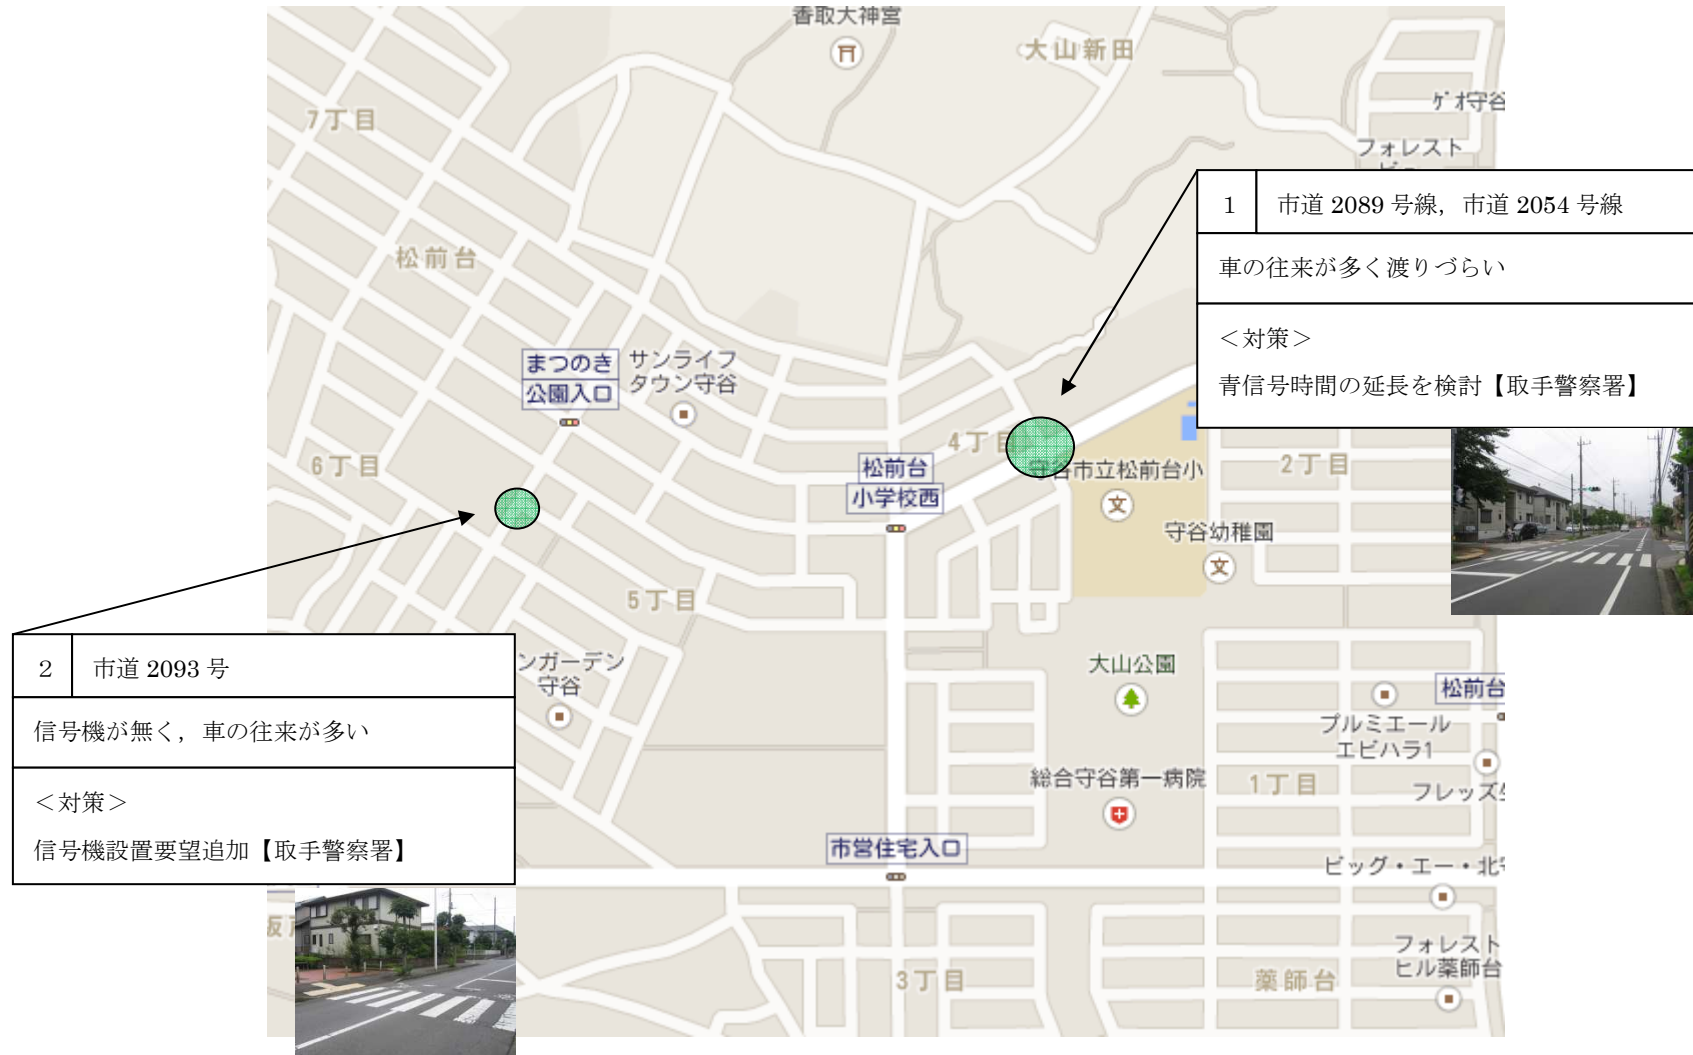 香取大神宮
大山新田
ゲオ守谷
7丁目
フォレスト
1 市道 2089 号線，市道 2054 号線
車の往来が多く渡りづらい
＜対策＞
青信号時間の延長を検討【取手警察署】
松前台
まつのき
公園入口
サンライフ
タウン守谷
4丁目
6丁目
松前台
小学校西
守谷市立松前台小
2丁目
文
守谷幼稚園
文
5丁目
2 市道 2093 号
信号機が無く，車の往来が多い
＜対策＞
信号機設置要望追加【取手警察署】
ンガーデン
守谷
大山公園
松前台
プルミエール
エビハラ1
総合守谷第一病院
1丁目
フレッズ
市営住宅入口
ビッグ・エー・北
3丁目
薬師台
フォレスト
ヒル薬師台